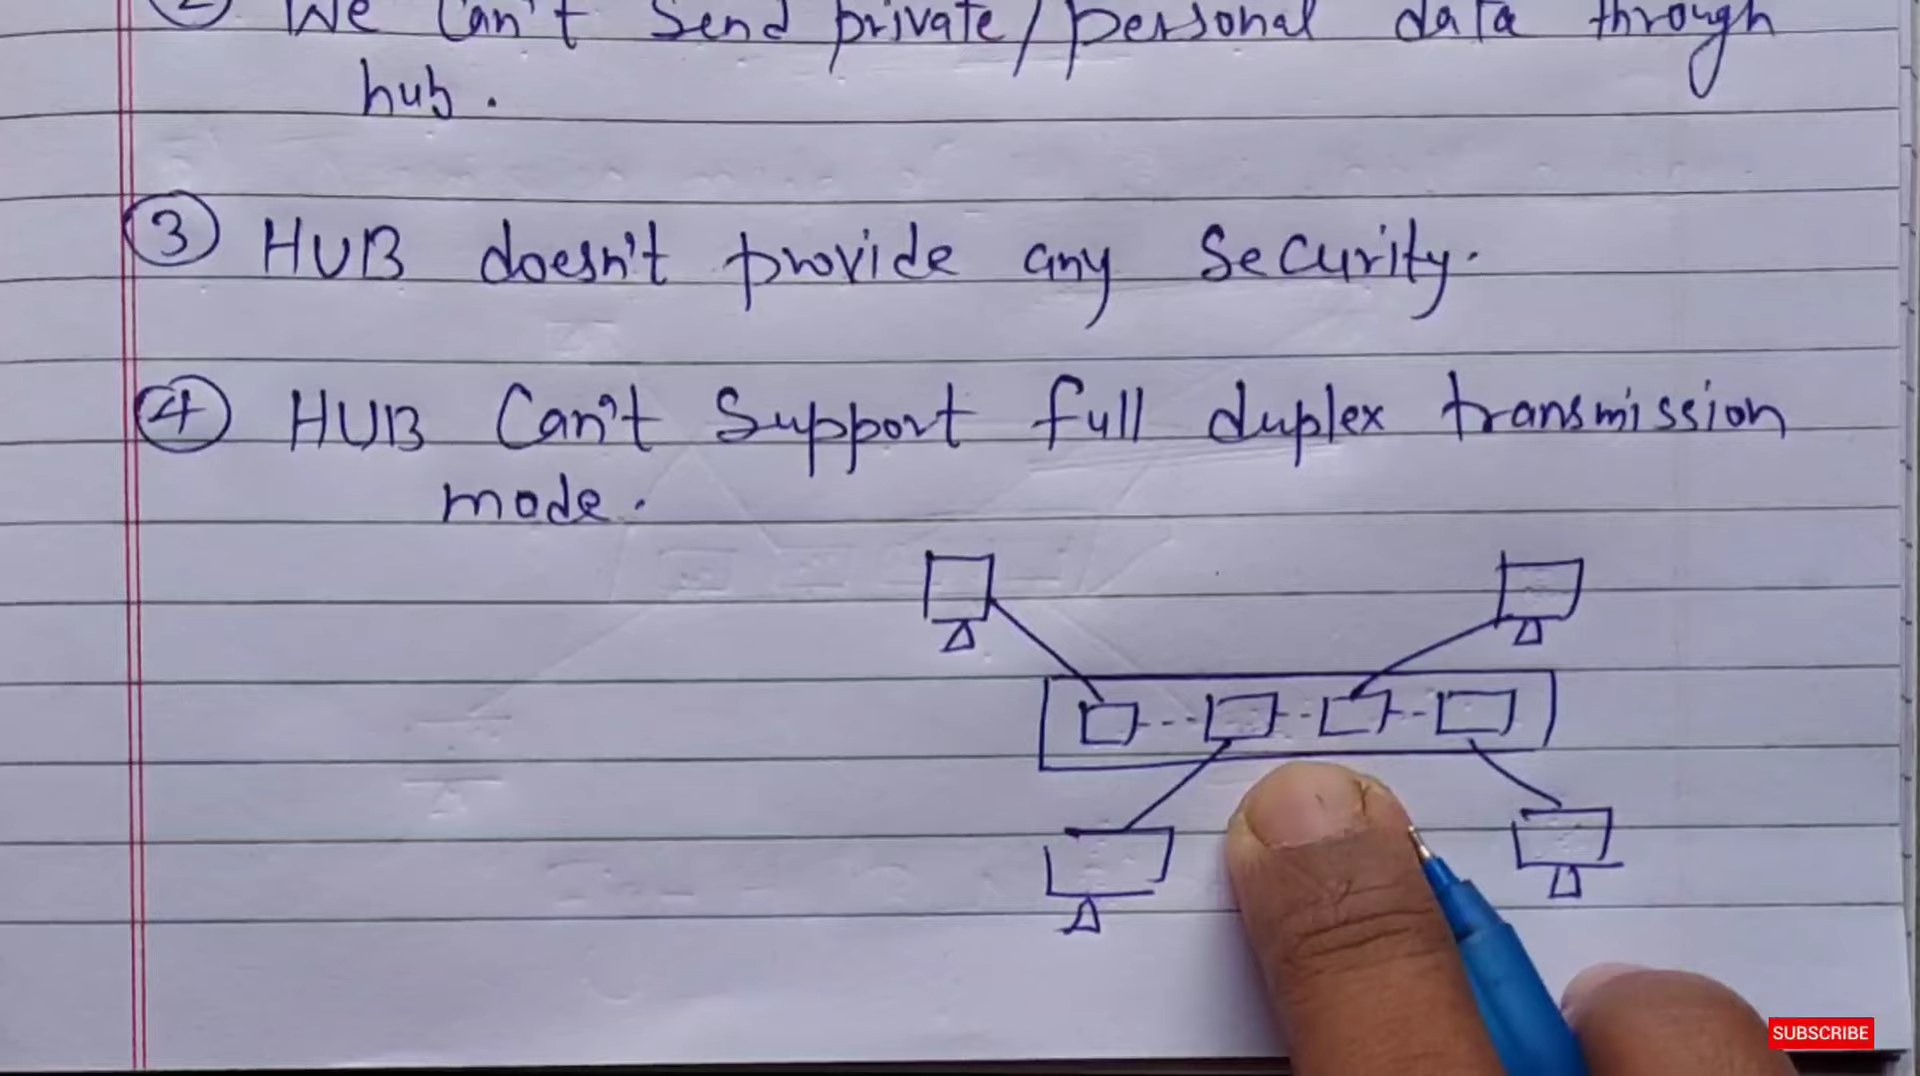 ② We Can't Send private/personal data through
hub.
③ HUB doesn't provide any Security.
④ HUB Can't Support full duplex transmission
mode.
SUBSCRIBE